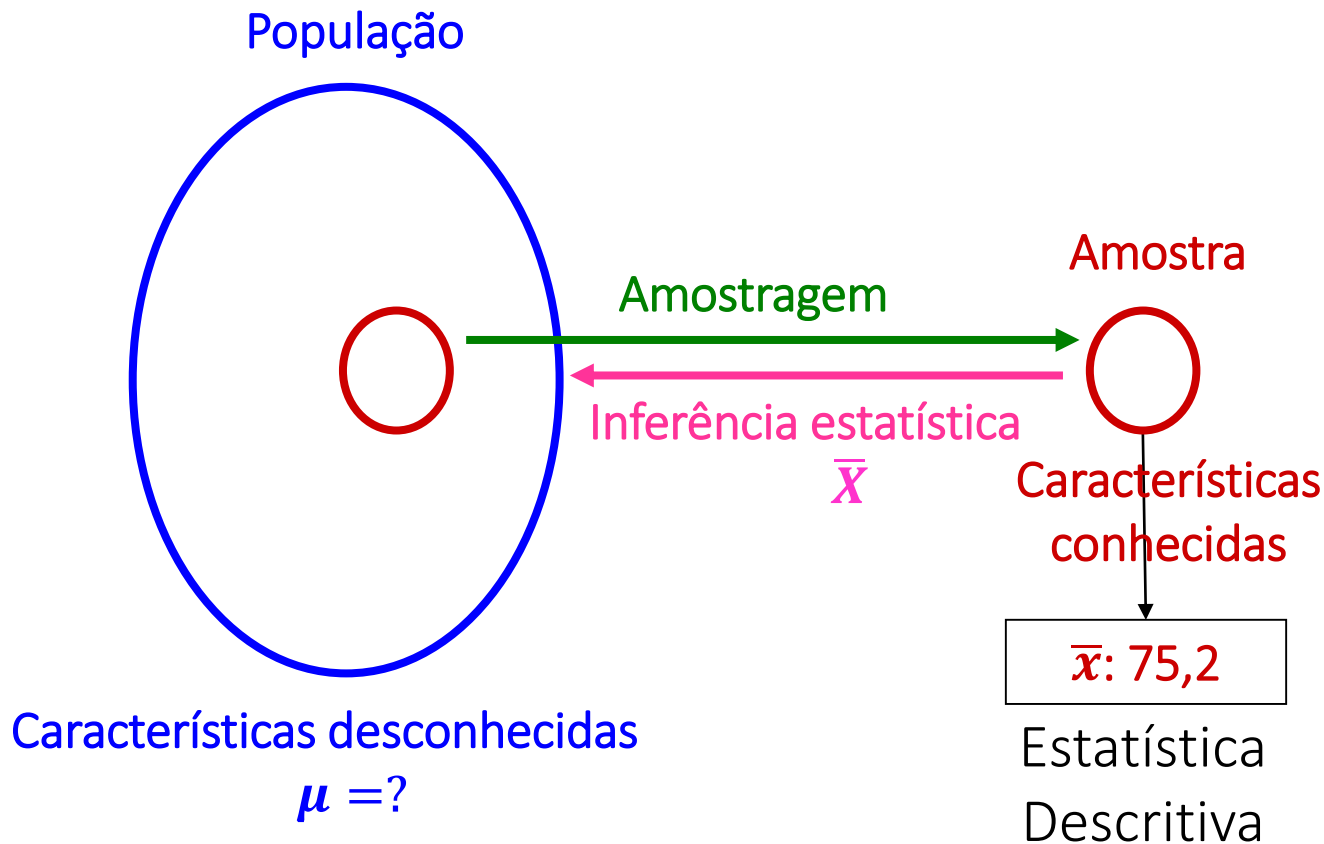 População
Amostra
Amostragem
Inferência estatística
X̅
Características
conhecidas
x̅: 75,2
Estatística
Descritiva
Características desconhecidas
μ =?